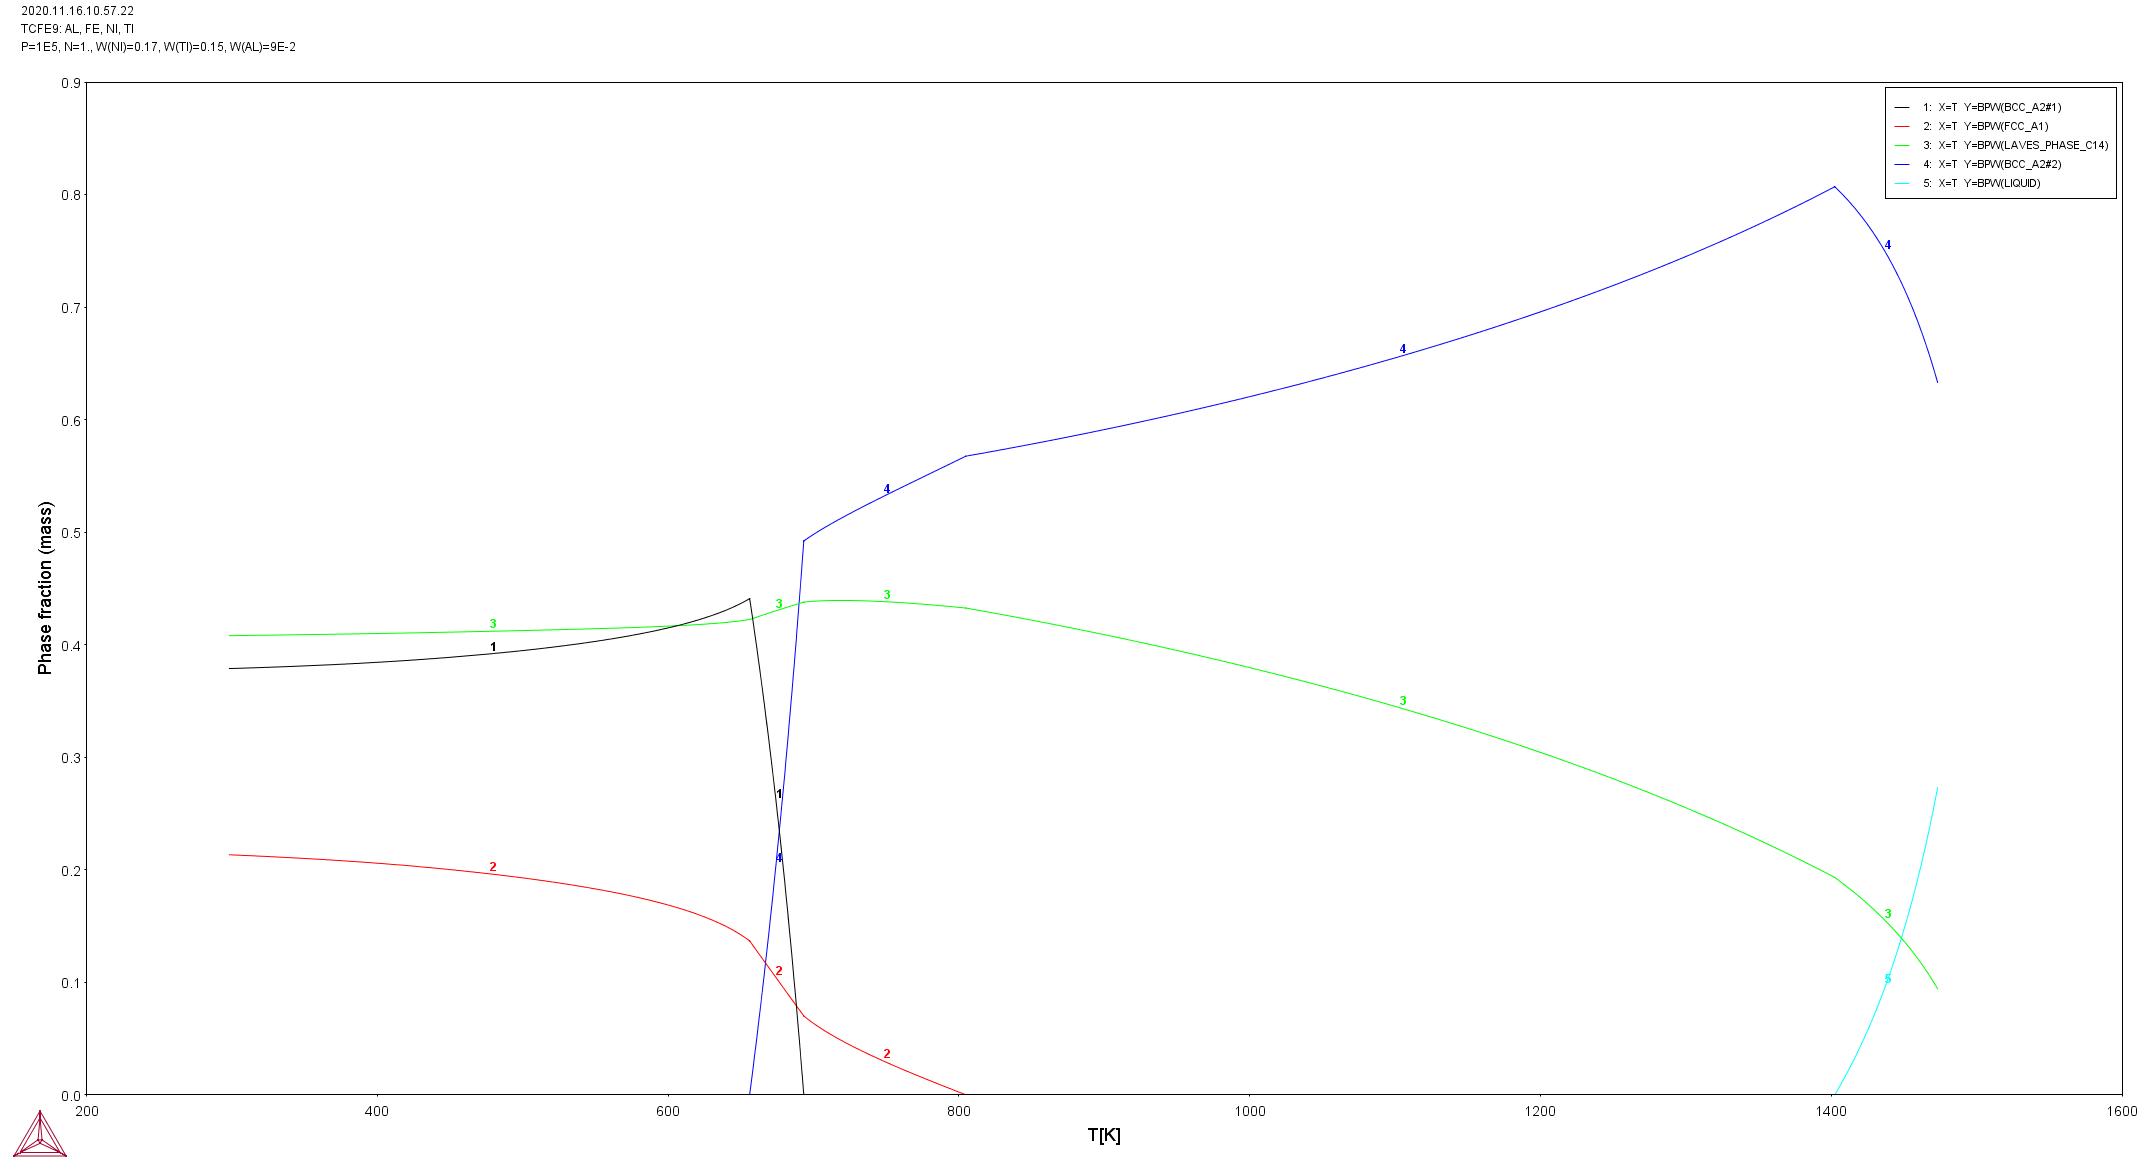 2020.11.16.10.57.22
TCFE9: AL, FE, NI, TI
P=1E5, N=1., W(NI)=0.17, W(TI)=0.15, W(AL)=9E-2
1: X=T Y=BPW(BCC_A2#1)
2: X=T Y=BPW(FCC_A1)
3: X=T Y=BPW(LAVES_PHASE_C14)
4: X=T Y=BPW(BCC_A2#2)
5: X=T Y=BPW(LIQUID)
0.9
0.8
0.7
0.6
0.5
0.4
0.3
0.2
0.1
0.0
Phase fraction (mass)
4
4
4
3
3
3
3
1
3
1
4
2
3
2
5
2
200 400 600 800 1000 1200 1400 1600
T[K]